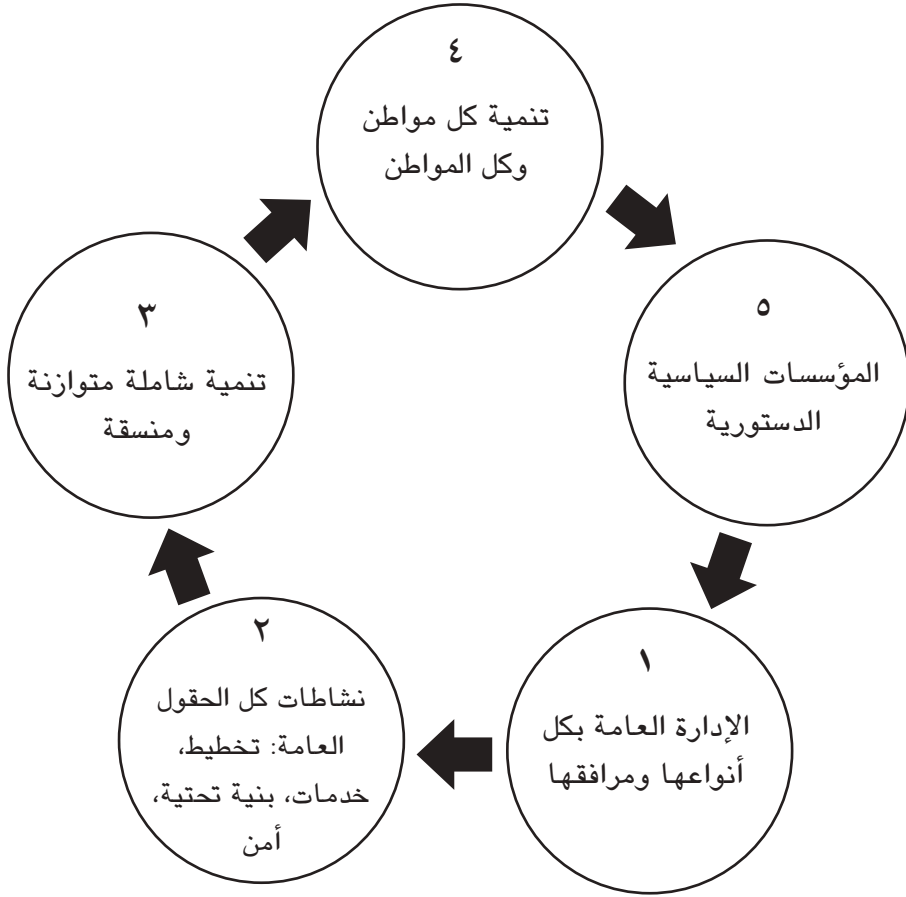 ٤
تنمية كل مواطن
وكل المواطن
٥
المؤسسات السياسية
الدستورية
٣
تنمية شاملة متوازنة
ومنسقة
١
الإدارة العامة بكل
أنواعها ومرافقها
٢
نشاطات كل الحقول
العامة: تخطيط،
خدمات، بنية تحتية،
أمن